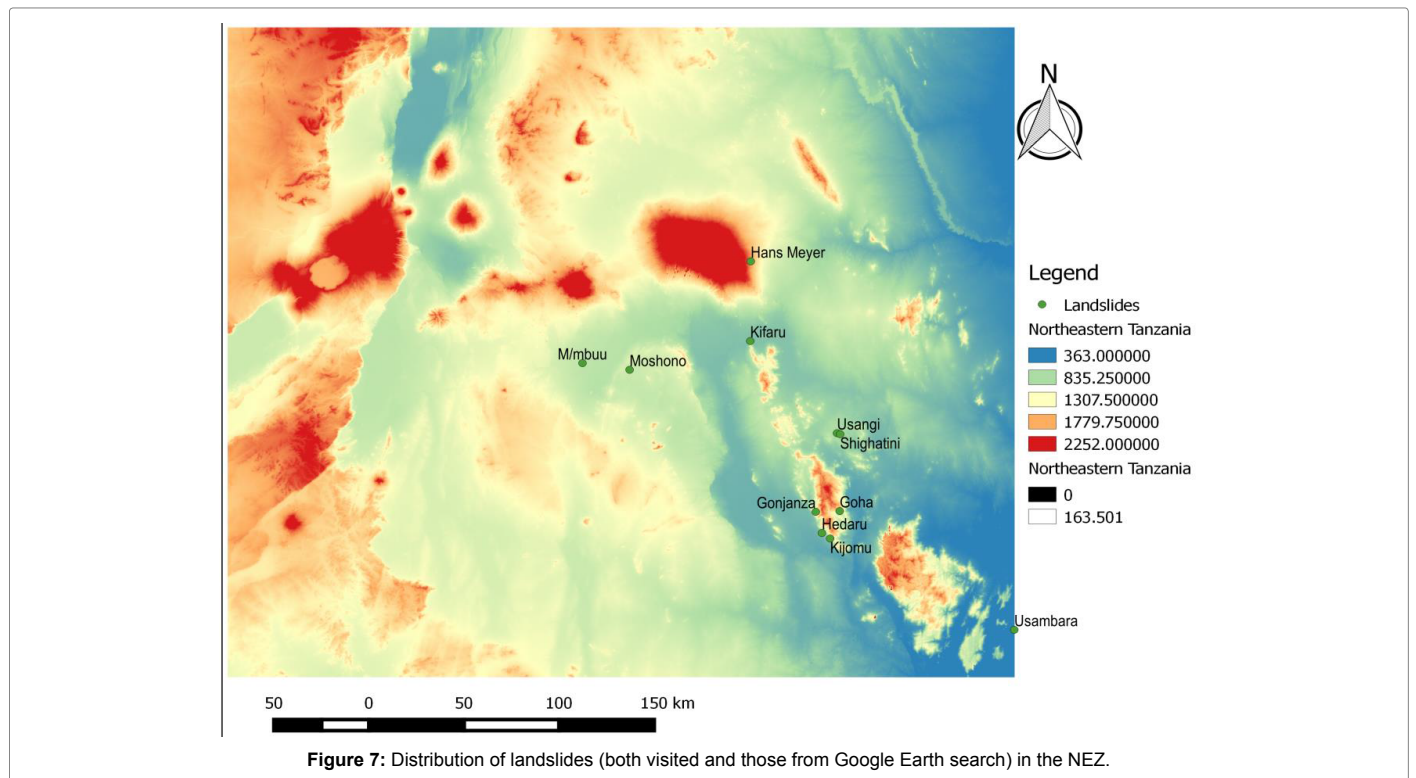 N
Hans Meyer
Kifaru
M/mbuu
Moshono
Usangi
Shighatini
Gonjanza
Goha
Hedaru
Kijomu
Usambara
Legend
Landslides
Northeastern Tanzania
363.000000
835.250000
1307.500000
1779.750000
2252.000000
Northeastern Tanzania
0
163.501
50 0 50 100 150 km
Figure 7: Distribution of landslides (both visited and those from Google Earth search) in the NEZ.